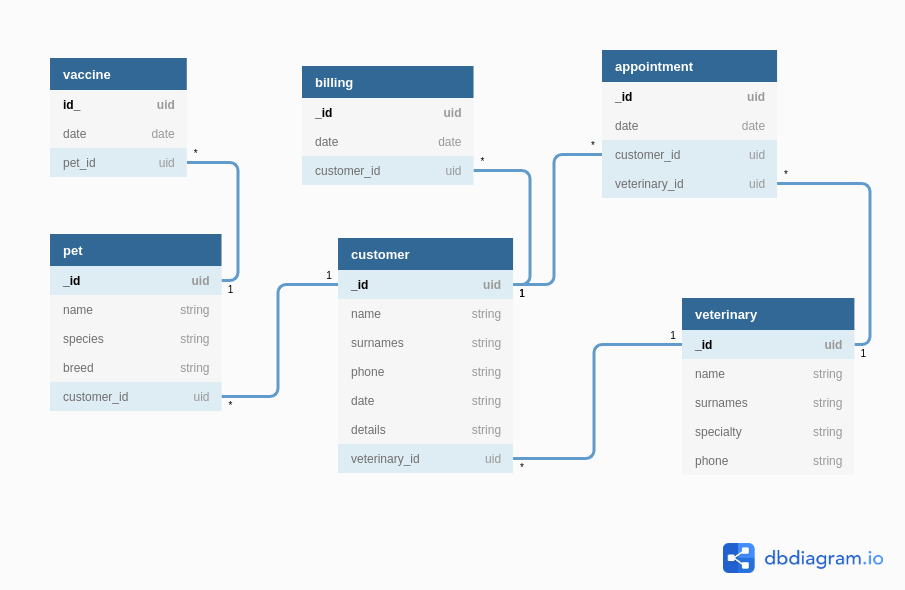 vaccine
id_ uid
date date
pet_id uid
*
billing
_id uid
date date
customer_id uid
*
appointment
_id uid
date date
customer_id uid
veterinary_id uid
*
*
pet
_id uid
name string
species string
breed string
customer_id uid
1
*
customer
_id uid
name string
surnames string
phone string
date string
details string
veterinary_id uid
1
1
*
veterinary
_id uid
name string
surnames string
specialty string
phone string
1
1
dbdiagram.io